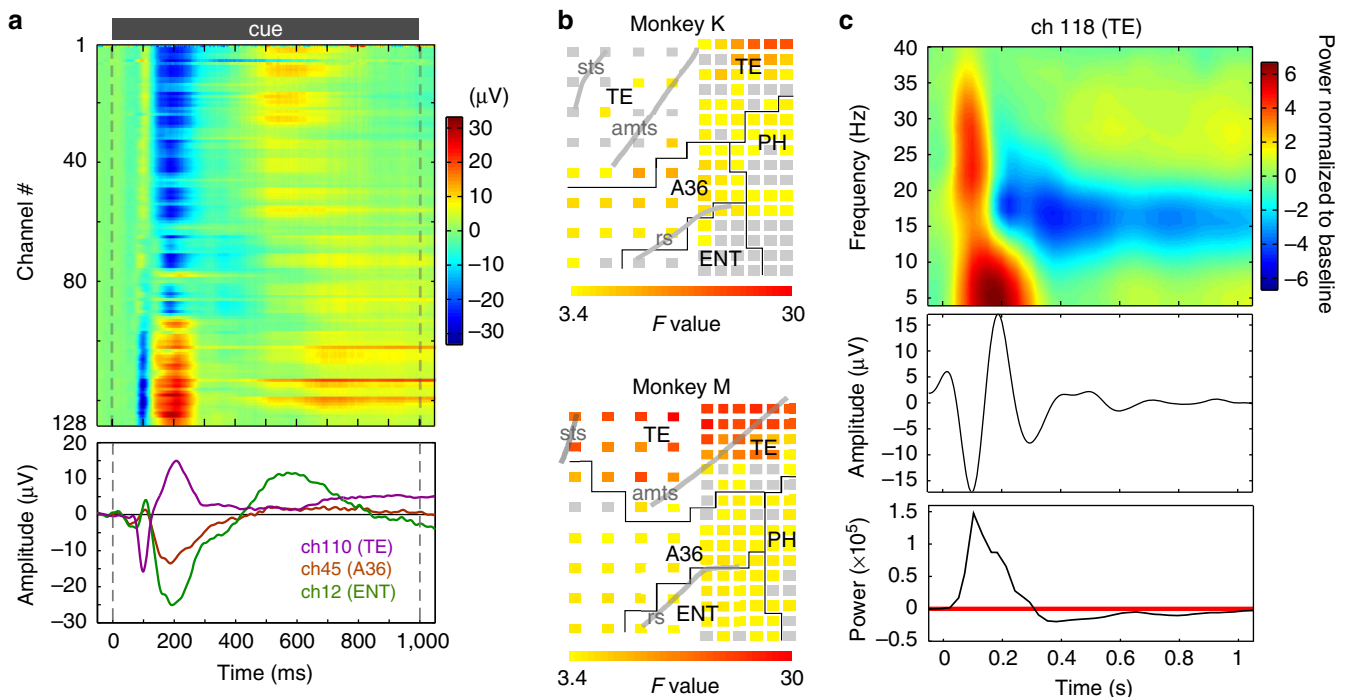 a
cue
1
40
80
128
Channel #
(μV)
30
20
10
0
−10
−20
−30
20
15
10
0
−10
−20
−30
Amplitude (μV)
ch110 (TE)
ch45 (A36)
ch12 (ENT)
0
200
400
600
800
1,000
Time (ms)
b
Monkey K
sts
TE
TE
amts
PH
A36
rs
ENT
3.4
30
F value
Monkey M
sts
TE
TE
amts
PH
A36
rs
ENT
3.4
30
F value
c
ch 118 (TE)
40
35
30
25
20
15
10
5
Frequency (Hz)
6
4
2
0
−2
−4
−6
Power normalized to baseline
15
10
5
0
−5
−10
−15
Amplitude (μV)
1.5
1
0.5
0
−0.5
Power (×10⁵)
0
0.2
0.4
0.6
0.8
1
Time (s)